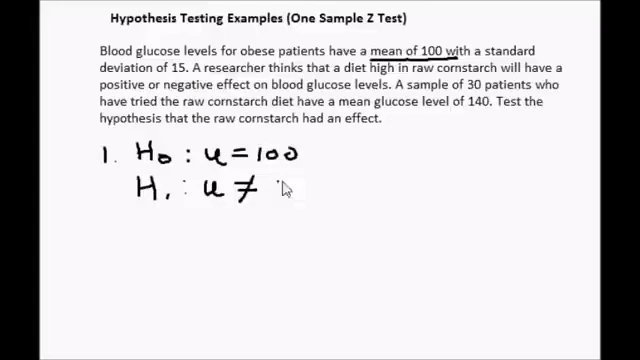 Hypothesis Testing Examples (One Sample Z Test)
Blood glucose levels for obese patients have a mean of 100 with a standard
deviation of 15. A researcher thinks that a diet high in raw cornstarch will have a
positive or negative effect on blood glucose levels. A sample of 30 patients who
have tried the raw cornstarch diet have a mean glucose level of 140. Test the
hypothesis that the raw cornstarch had an effect.
1. H₀ : u = 100
H₁ : u ≠